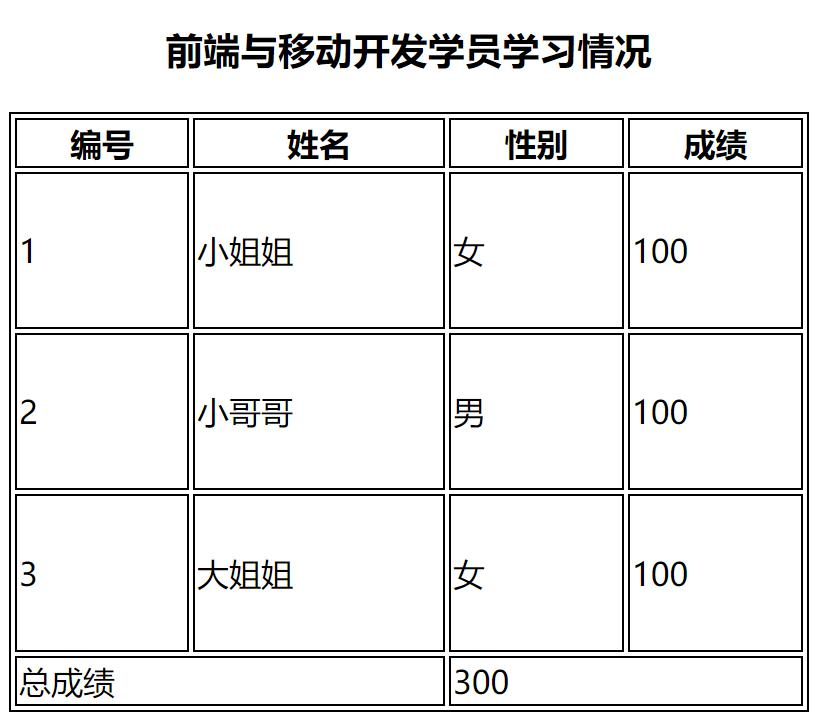 前端与移动开发学员学习情况
编号 姓名 性别 成绩
1 小姐姐 女 100
2 小哥哥 男 100
3 大姐姐 女 100
总成绩 300